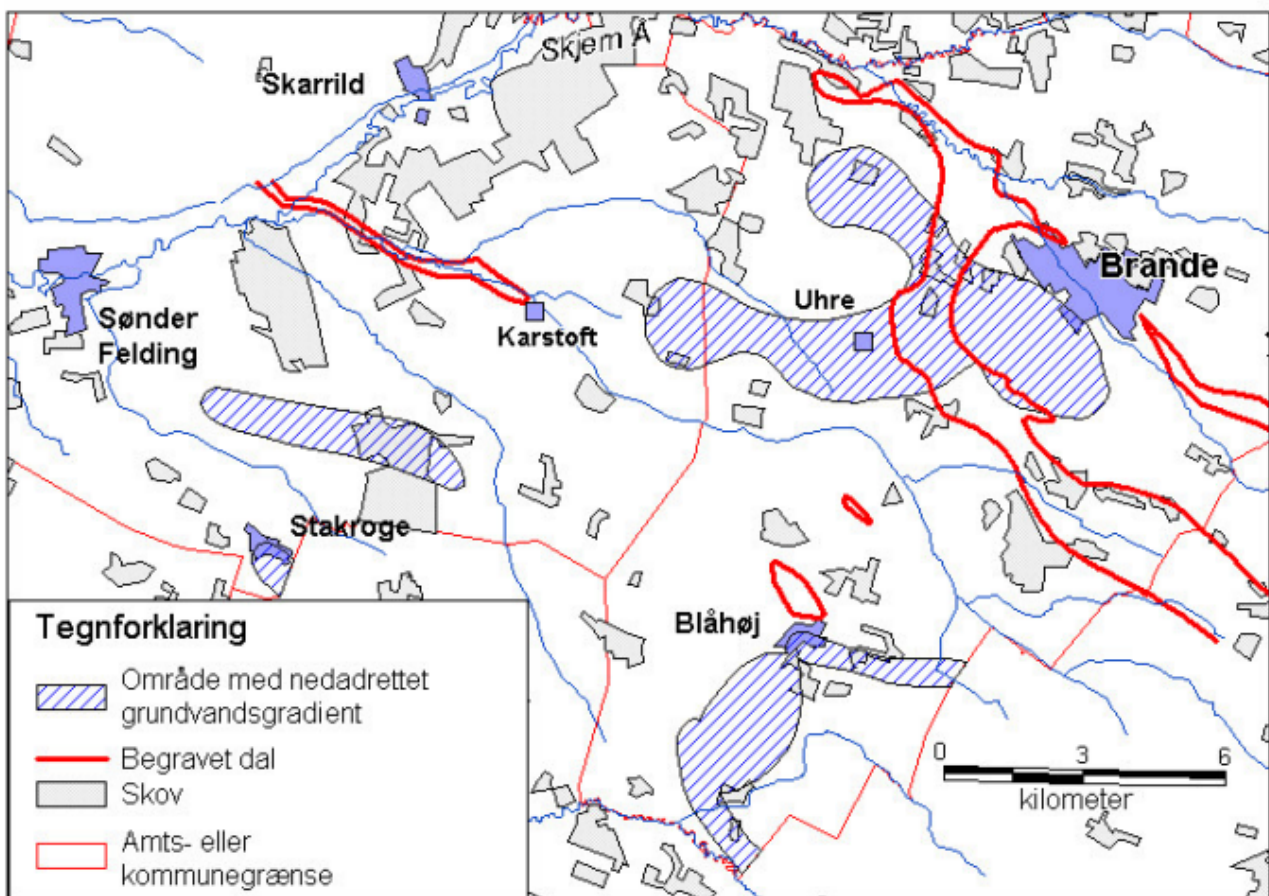 Skjern Å
Skarrild
Brande
Uhre
Karstoft
Sønder
Felding
Stakroge
Blåhøj
Tegnforklaring
Område med nedadrettet
grundvandsgradient
Begravet dal
Skov
Amts- eller
kommunegrænse
0 3 6
kilometer